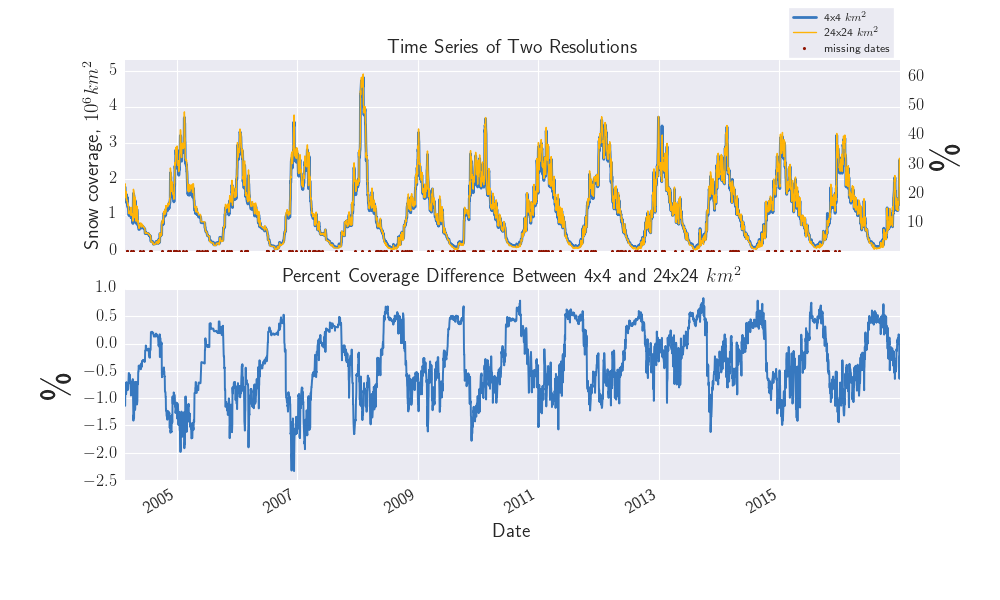 4x4 km²
24x24 km²
missing dates
Time Series of Two Resolutions
Snow coverage, 10⁶km²
5
4
3
2
1
0
60
50
40
30
20
10
%
Percent Coverage Difference Between 4x4 and 24x24 km²
%
1.0
0.5
0.0
−0.5
−1.0
−1.5
−2.0
−2.5
2005 2007 2009 2011 2013 2015
Date